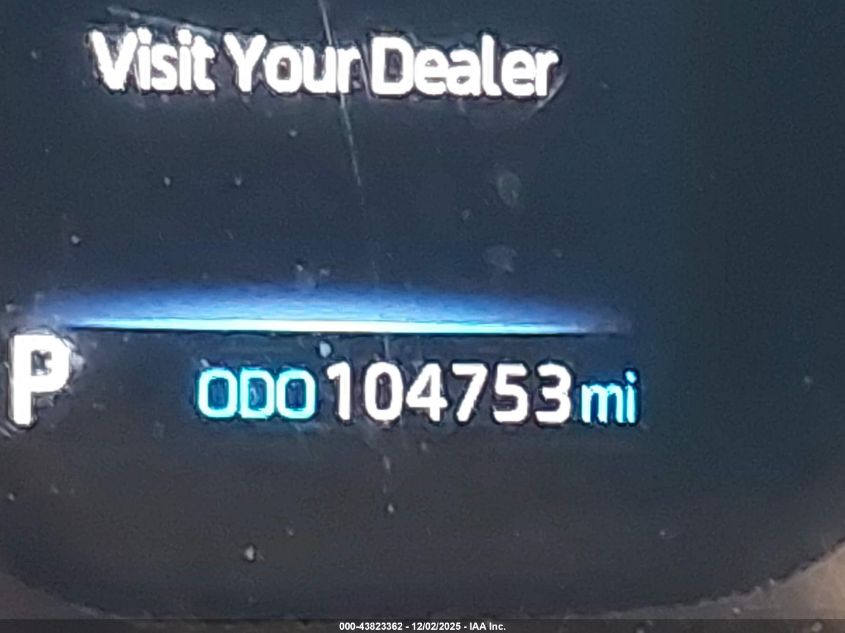 Visit Your Dealer
P ODO 104753 mi
000-43823362 - 12/02/2025 - IAA Inc.